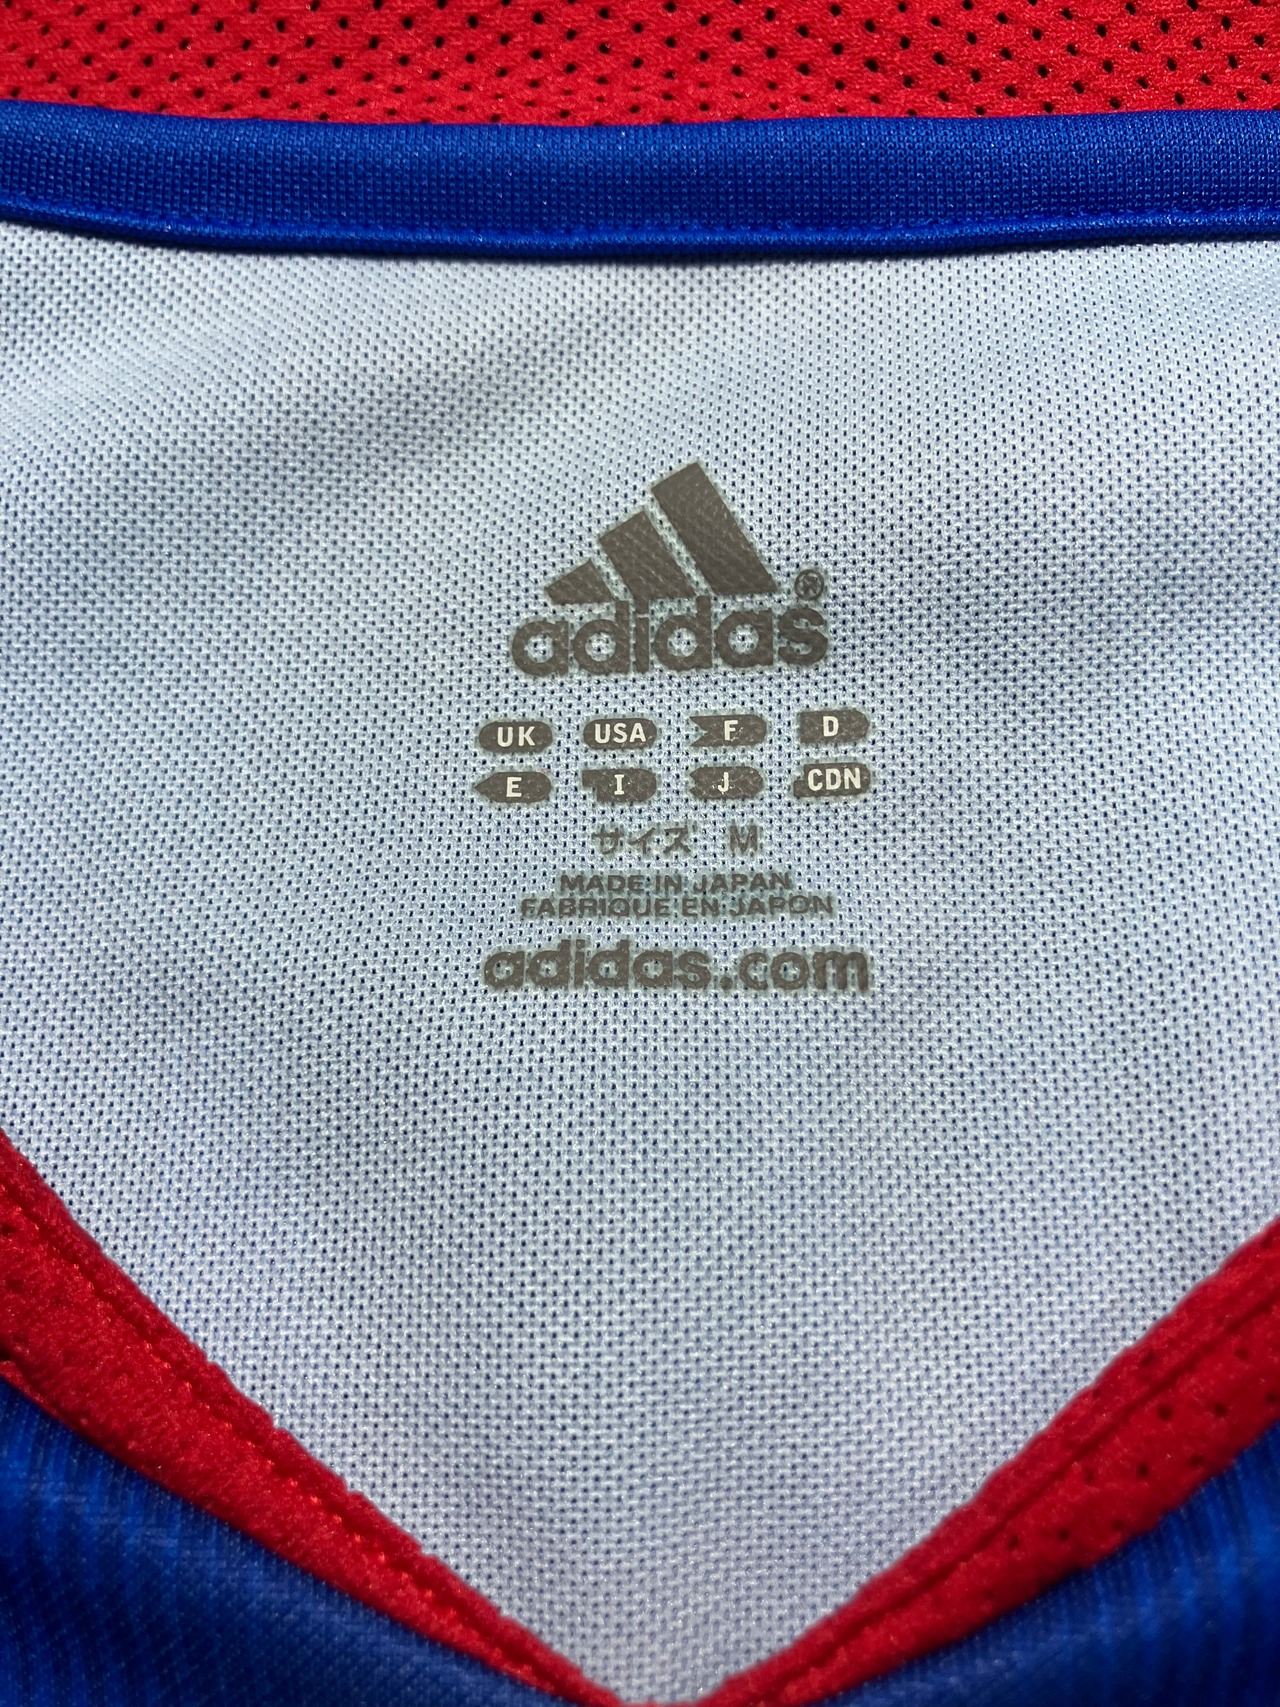 adidas®
UK USA F D
E I J CDN
サイズ M
MADE IN JAPAN
FABRIQUE EN JAPON
adidas.com